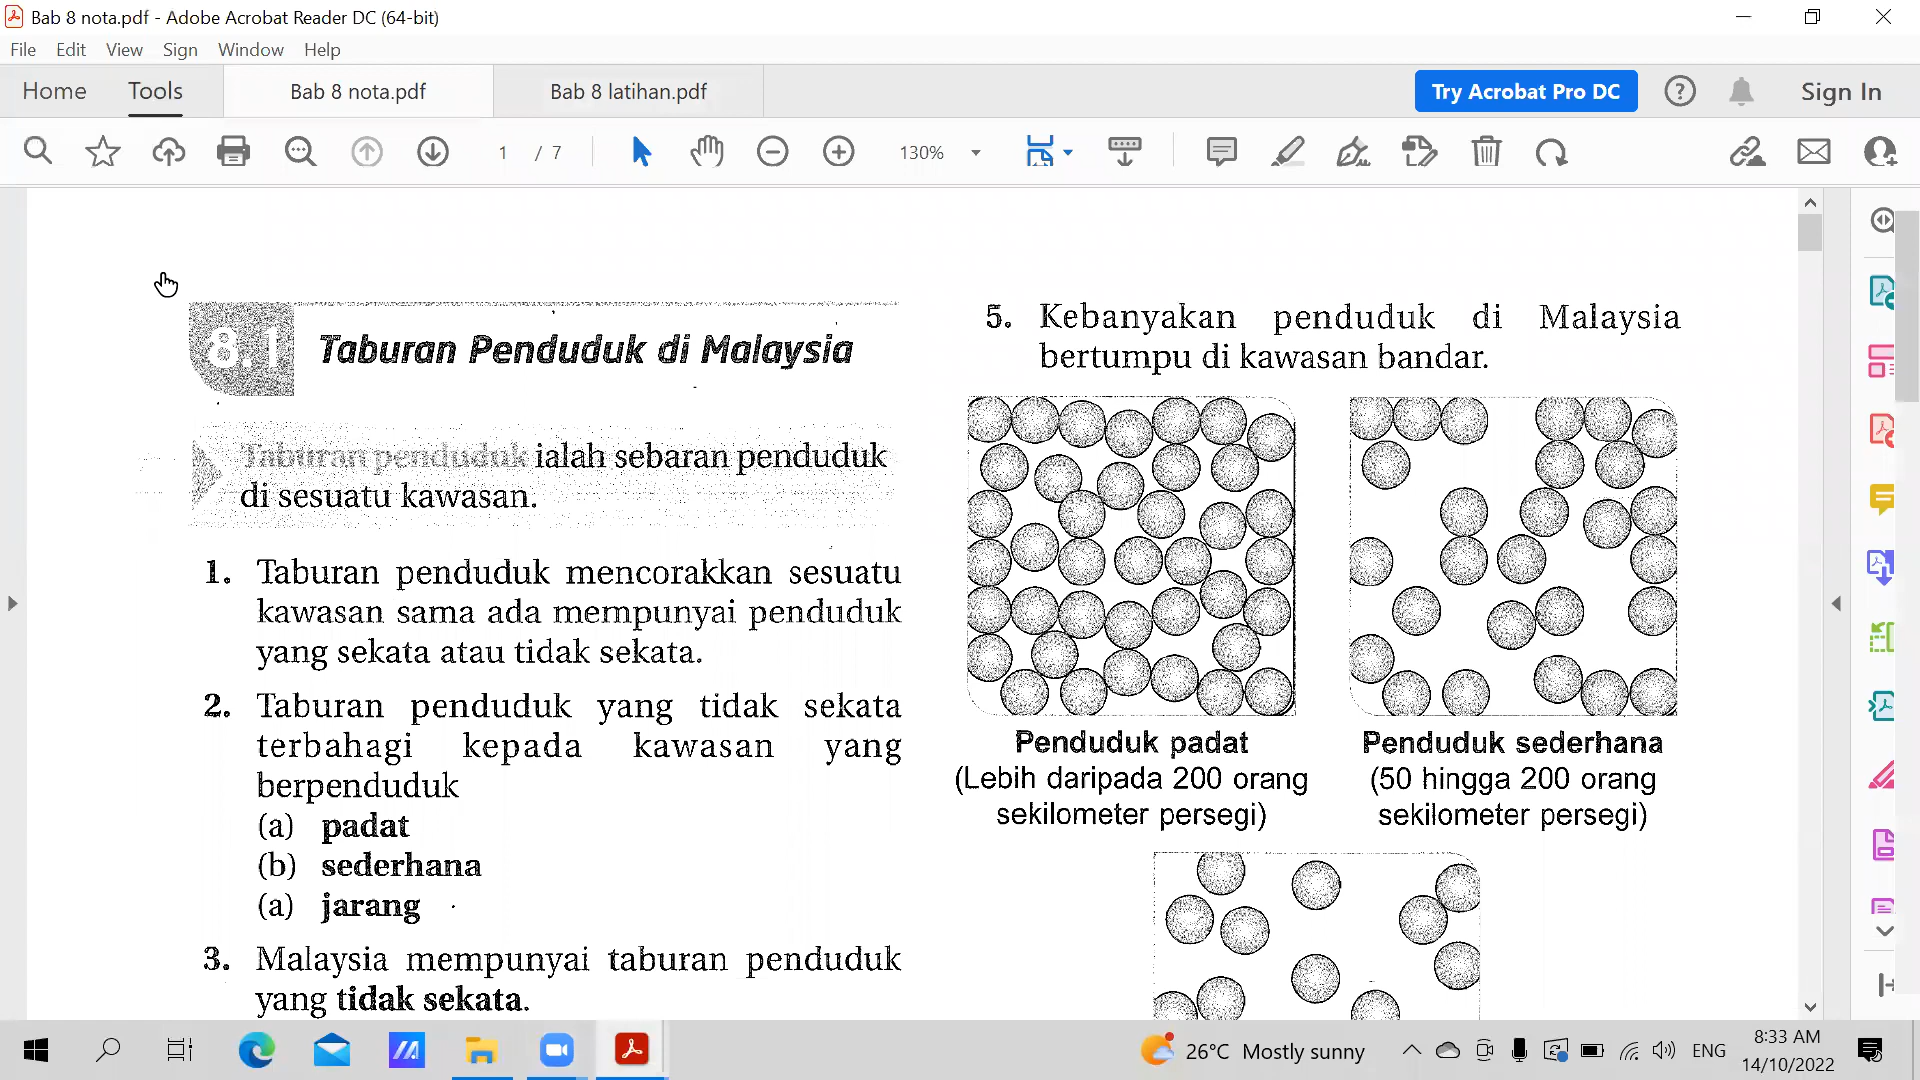 Bab 8 nota.pdf - Adobe Acrobat Reader DC (64-bit)
File Edit View Sign Window Help
Home Tools Bab 8 nota.pdf Bab 8 latihan.pdf Try Acrobat Pro DC Sign In
1 / 7 130%
8.1 Taburan Penduduk di Malaysia
Taburan penduduk ialah sebaran penduduk
di sesuatu kawasan.
1. Taburan penduduk mencorakkan sesuatu
kawasan sama ada mempunyai penduduk
yang sekata atau tidak sekata.
2. Taburan penduduk yang tidak sekata
terbahagi kepada kawasan yang
berpenduduk
(a) padat
(b) sederhana
(a) jarang
3. Malaysia mempunyai taburan penduduk
yang tidak sekata.
5. Kebanyakan penduduk di Malaysia
bertumpu di kawasan bandar.
Penduduk padat
(Lebih daripada 200 orang
sekilometer persegi)
Penduduk sederhana
(50 hingga 200 orang
sekilometer persegi)
26°C Mostly sunny
ENG
8:33 AM
14/10/2022